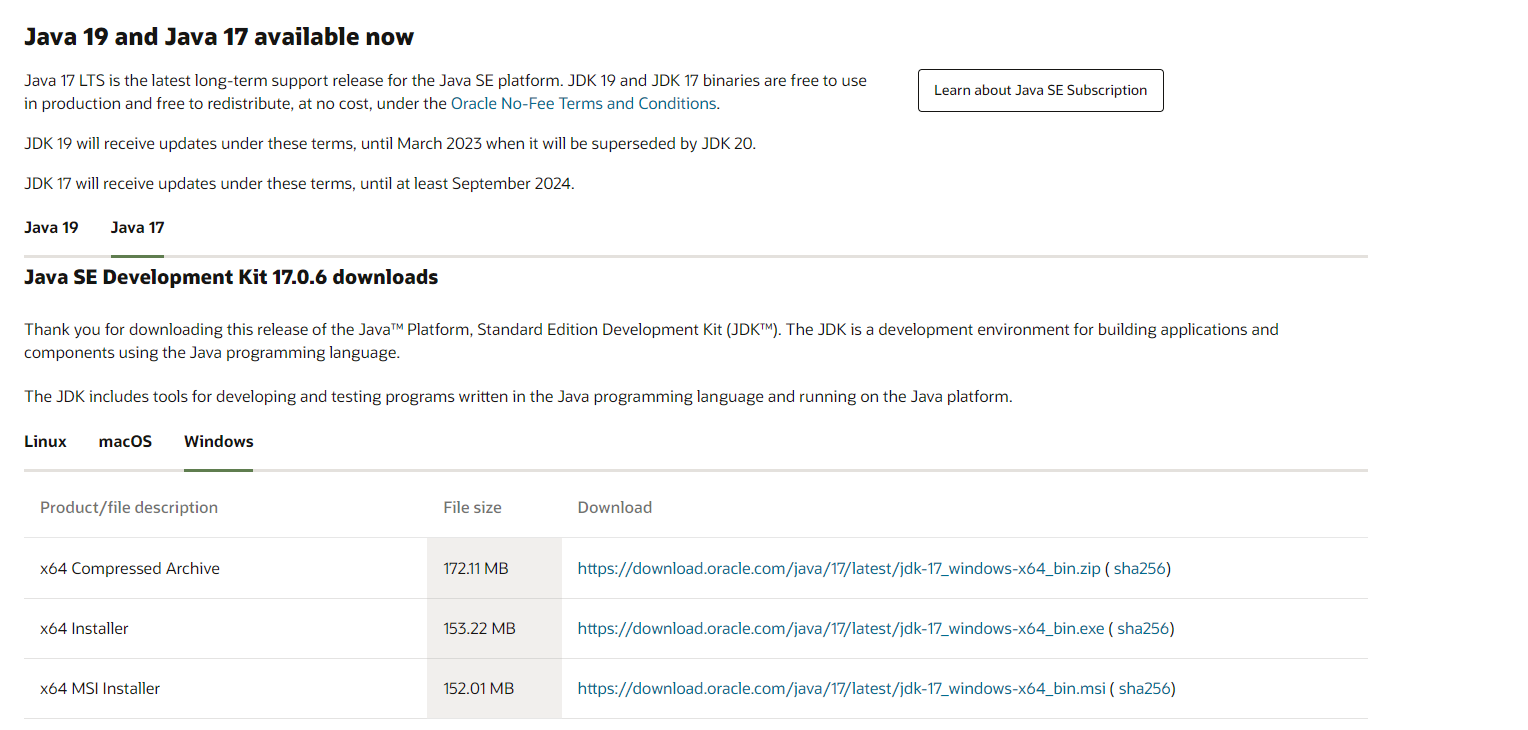 Java 19 and Java 17 available now
Java 17 LTS is the latest long-term support release for the Java SE platform. JDK 19 and JDK 17 binaries are free to use
in production and free to redistribute, at no cost, under the Oracle No-Fee Terms and Conditions.
Learn about Java SE Subscription
JDK 19 will receive updates under these terms, until March 2023 when it will be superseded by JDK 20.
JDK 17 will receive updates under these terms, until at least September 2024.
Java 19 Java 17
Java SE Development Kit 17.0.6 downloads
Thank you for downloading this release of the Java™ Platform, Standard Edition Development Kit (JDK™). The JDK is a development environment for building applications and
components using the Java programming language.
The JDK includes tools for developing and testing programs written in the Java programming language and running on the Java platform.
Linux macOS Windows
Product/file description File size Download
x64 Compressed Archive 172.11 MB https://download.oracle.com/java/17/latest/jdk-17_windows-x64_bin.zip ( sha256)
x64 Installer 153.22 MB https://download.oracle.com/java/17/latest/jdk-17_windows-x64_bin.exe ( sha256)
x64 MSI Installer 152.01 MB https://download.oracle.com/java/17/latest/jdk-17_windows-x64_bin.msi ( sha256)